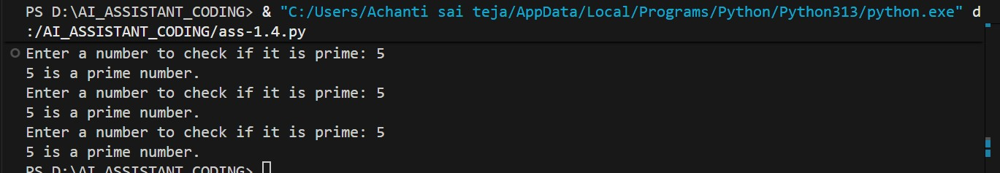 PS D:\AI_ASSISTANT_CODING> & "C:/Users/Achanti sai teja/AppData/Local/Programs/Python/Python313/python.exe" d
:/AI_ASSISTANT_CODING/ass-1.4.py
Enter a number to check if it is prime: 5
5 is a prime number.
Enter a number to check if it is prime: 5
5 is a prime number.
Enter a number to check if it is prime: 5
5 is a prime number.
PS D:\AI_ASSISTANT_CODING>